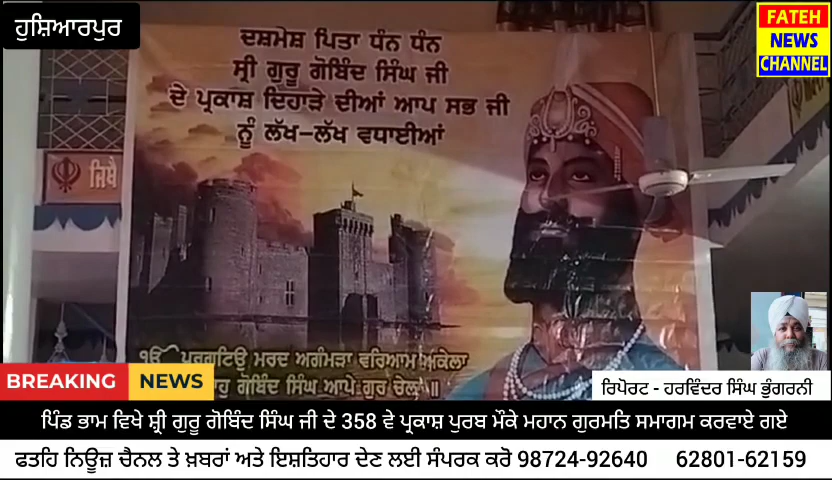 ਹੁਸ਼ਿਆਰਪੁਰ
FATEH
NEWS
CHANNEL
ਦਸ਼ਮੇਸ਼ ਪਿਤਾ ਧੰਨ ਧੰਨ
ਸ੍ਰੀ ਗੁਰੂ ਗੋਬਿੰਦ ਸਿੰਘ ਜੀ
ਦੇ ਪ੍ਰਕਾਸ਼ ਦਿਹਾੜੇ ਦੀਆਂ ਆਪ ਸਭ ਜੀ
ਨੂੰ ਲੱਖ-ਲੱਖ ਵਧਾਈਆਂ
ਜਿਥੈ
ੴ ਪਰਗਟਿਓ ਮਰਦ ਅਗੰਮੜਾ ਵਰਿਆਮ ਅਕੇਲਾ
ਗੋਬਿੰਦ ਸਿੰਘ ਆਪੇ ਗੁਰ ਚੇਲਾ ॥
BREAKING NEWS
ਰਿਪੋਰਟ - ਹਰਵਿੰਦਰ ਸਿੰਘ ਭੁੰਗਰਨੀ
ਪਿੰਡ ਭਾਮ ਵਿਖੇ ਸ਼੍ਰੀ ਗੁਰੂ ਗੋਬਿੰਦ ਸਿੰਘ ਜੀ ਦੇ 358 ਵੇ ਪ੍ਰਕਾਸ਼ ਪੁਰਬ ਮੌਕੇ ਮਹਾਨ ਗੁਰਮਤਿ ਸਮਾਗਮ ਕਰਵਾਏ ਗਏ
ਫਤਹਿ ਨਿਊਜ਼ ਚੈਨਲ ਤੇ ਖ਼ਬਰਾਂ ਅਤੇ ਇਸ਼ਤਿਹਾਰ ਦੇਣ ਲਈ ਸੰਪਰਕ ਕਰੋ 98724-92640 62801-62159